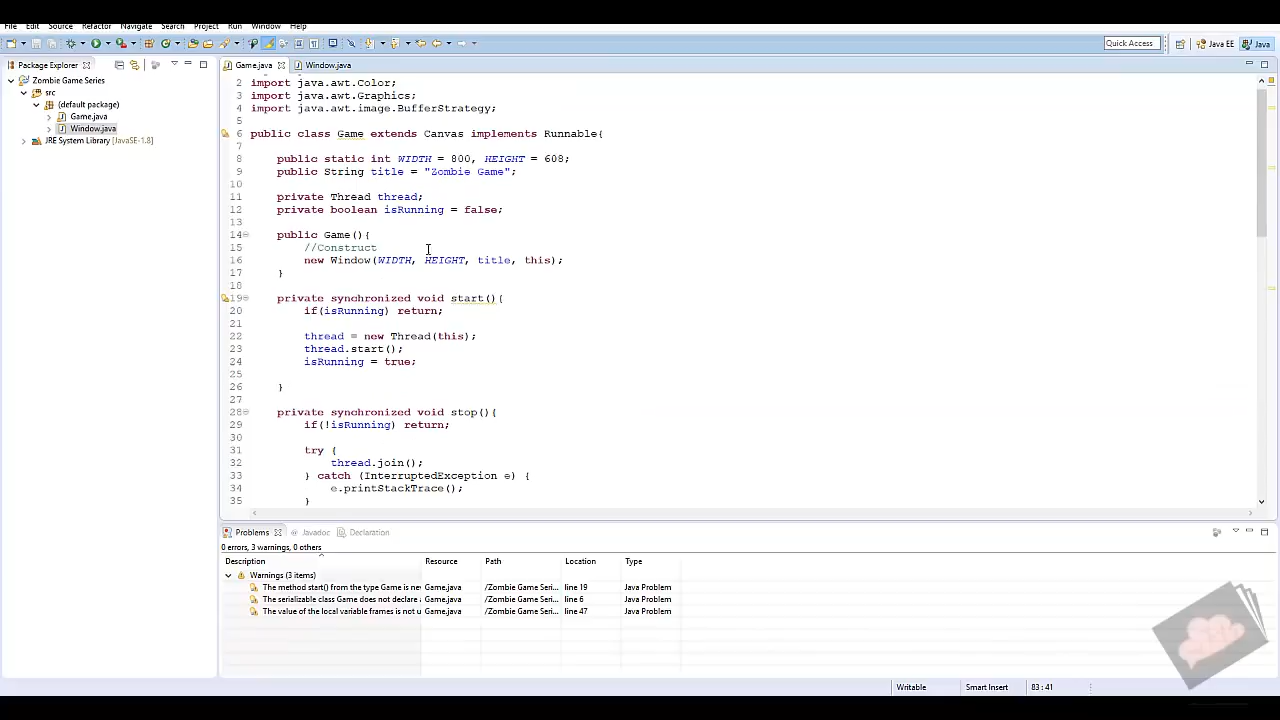 File Edit Source Refactor Navigate Search Project Run Window Help
Quick Access
Java EE
Java
Package Explorer
Zombie Game Series
src
(default package)
Game.java
Window.java
JRE System Library [JavaSE-1.8]
Game.java
Window.java
2 import java.awt.Color;
3 import java.awt.Graphics;
4 import java.awt.image.BufferStrategy;
5
6 public class Game extends Canvas implements Runnable{
7
8 public static int WIDTH = 800, HEIGHT = 608;
9 public String title = "Zombie Game";
10
11 private Thread thread;
12 private boolean isRunning = false;
13
14 public Game(){
15 //Construct
16 new Window(WIDTH, HEIGHT, title, this);
17 }
18
19 private synchronized void start(){
20 if(isRunning) return;
21
22 thread = new Thread(this);
23 thread.start();
24 isRunning = true;
25
26 }
27
28 private synchronized void stop(){
29 if(!isRunning) return;
30
31 try {
32 thread.join();
33 } catch (InterruptedException e) {
34 e.printStackTrace();
35 }
Problems
Javadoc
Declaration
0 errors, 3 warnings, 0 others
Description Resource Path Location Type
Warnings (3 items)
The method start() from the type Game is ne Game.java /Zombie Game Seri... line 19 Java Problem
The serializable class Game does not declare Game.java /Zombie Game Seri... line 6 Java Problem
The value of the local variable frames is not u Game.java /Zombie Game Seri... line 47 Java Problem
Writable
Smart Insert
83 : 41